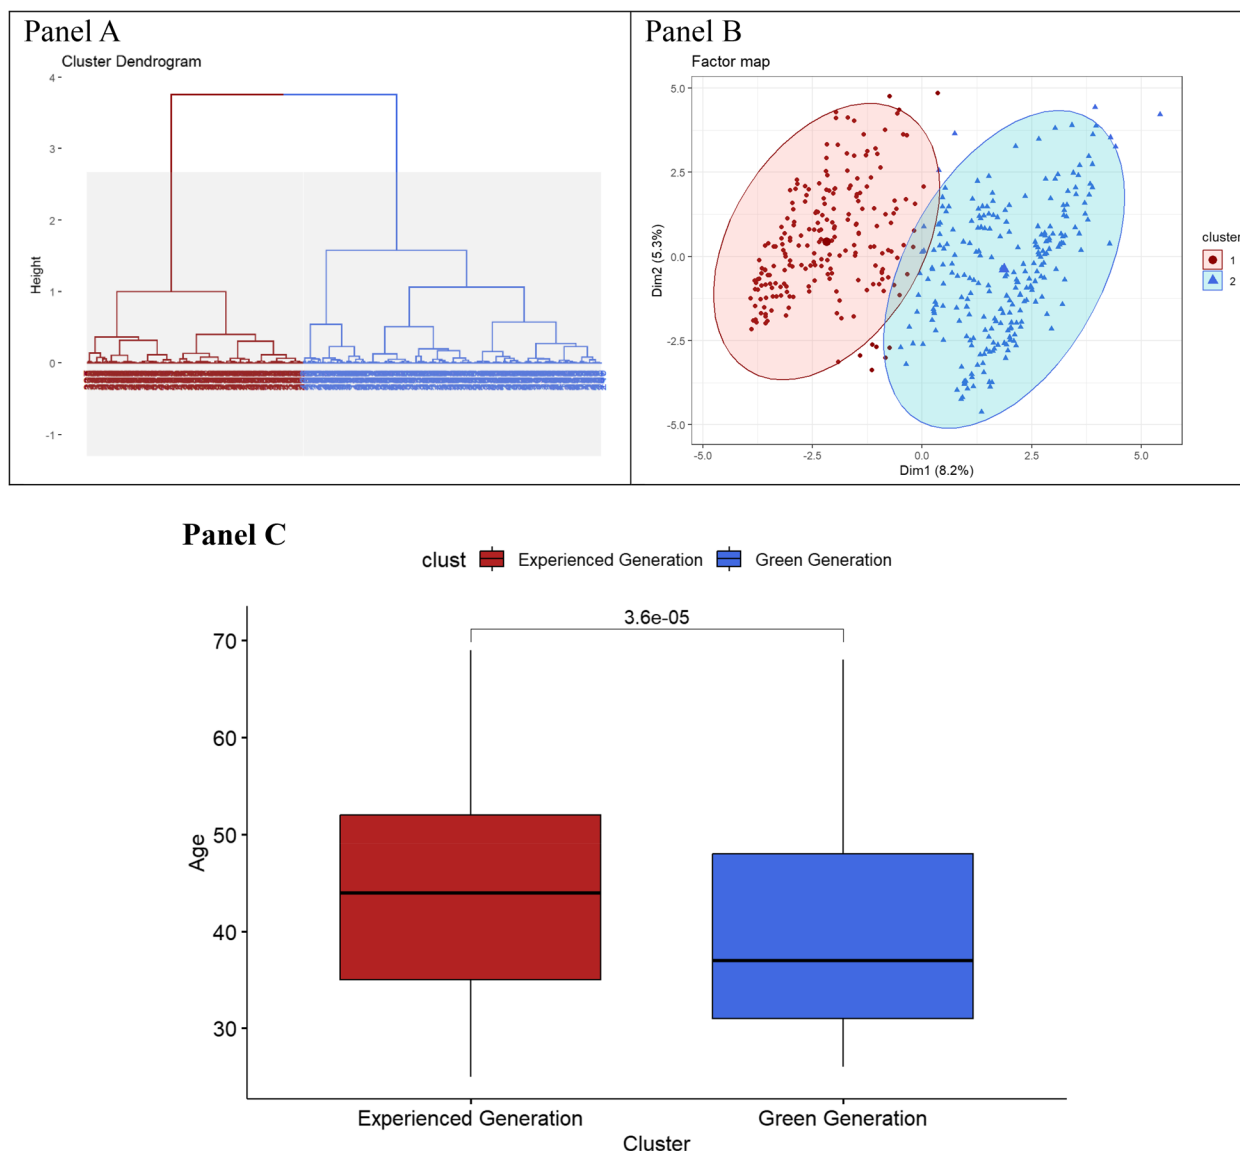 Panel A
Cluster Dendrogram
4
3
2
1
0
-1
Height
Panel B
Factor map
5.0
2.5
0.0
-2.5
-5.0
Dim2 (5.3%)
-5.0 -2.5 0.0 2.5 5.0
Dim1 (8.2%)
cluster
1
2
Panel C
clust Experienced Generation Green Generation
3.6e-05
70
60
50
40
30
Age
Experienced Generation Green Generation
Cluster